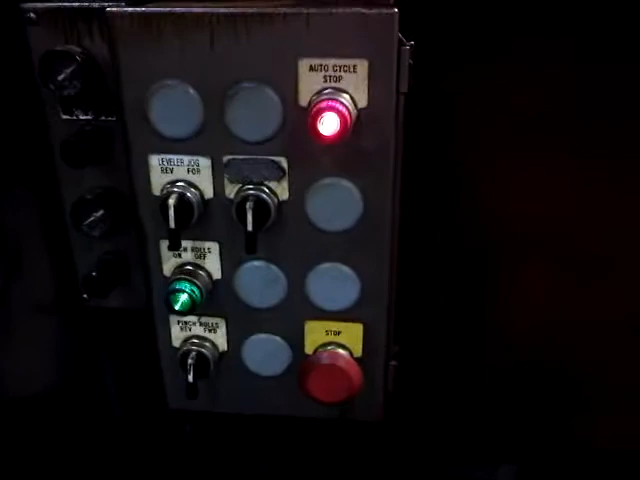 AUTO CYCLE
STOP
LEVELER JOG
REV FOR
ROLLS
ON OFF
PINCH ROLLS
REV FWD
STOP